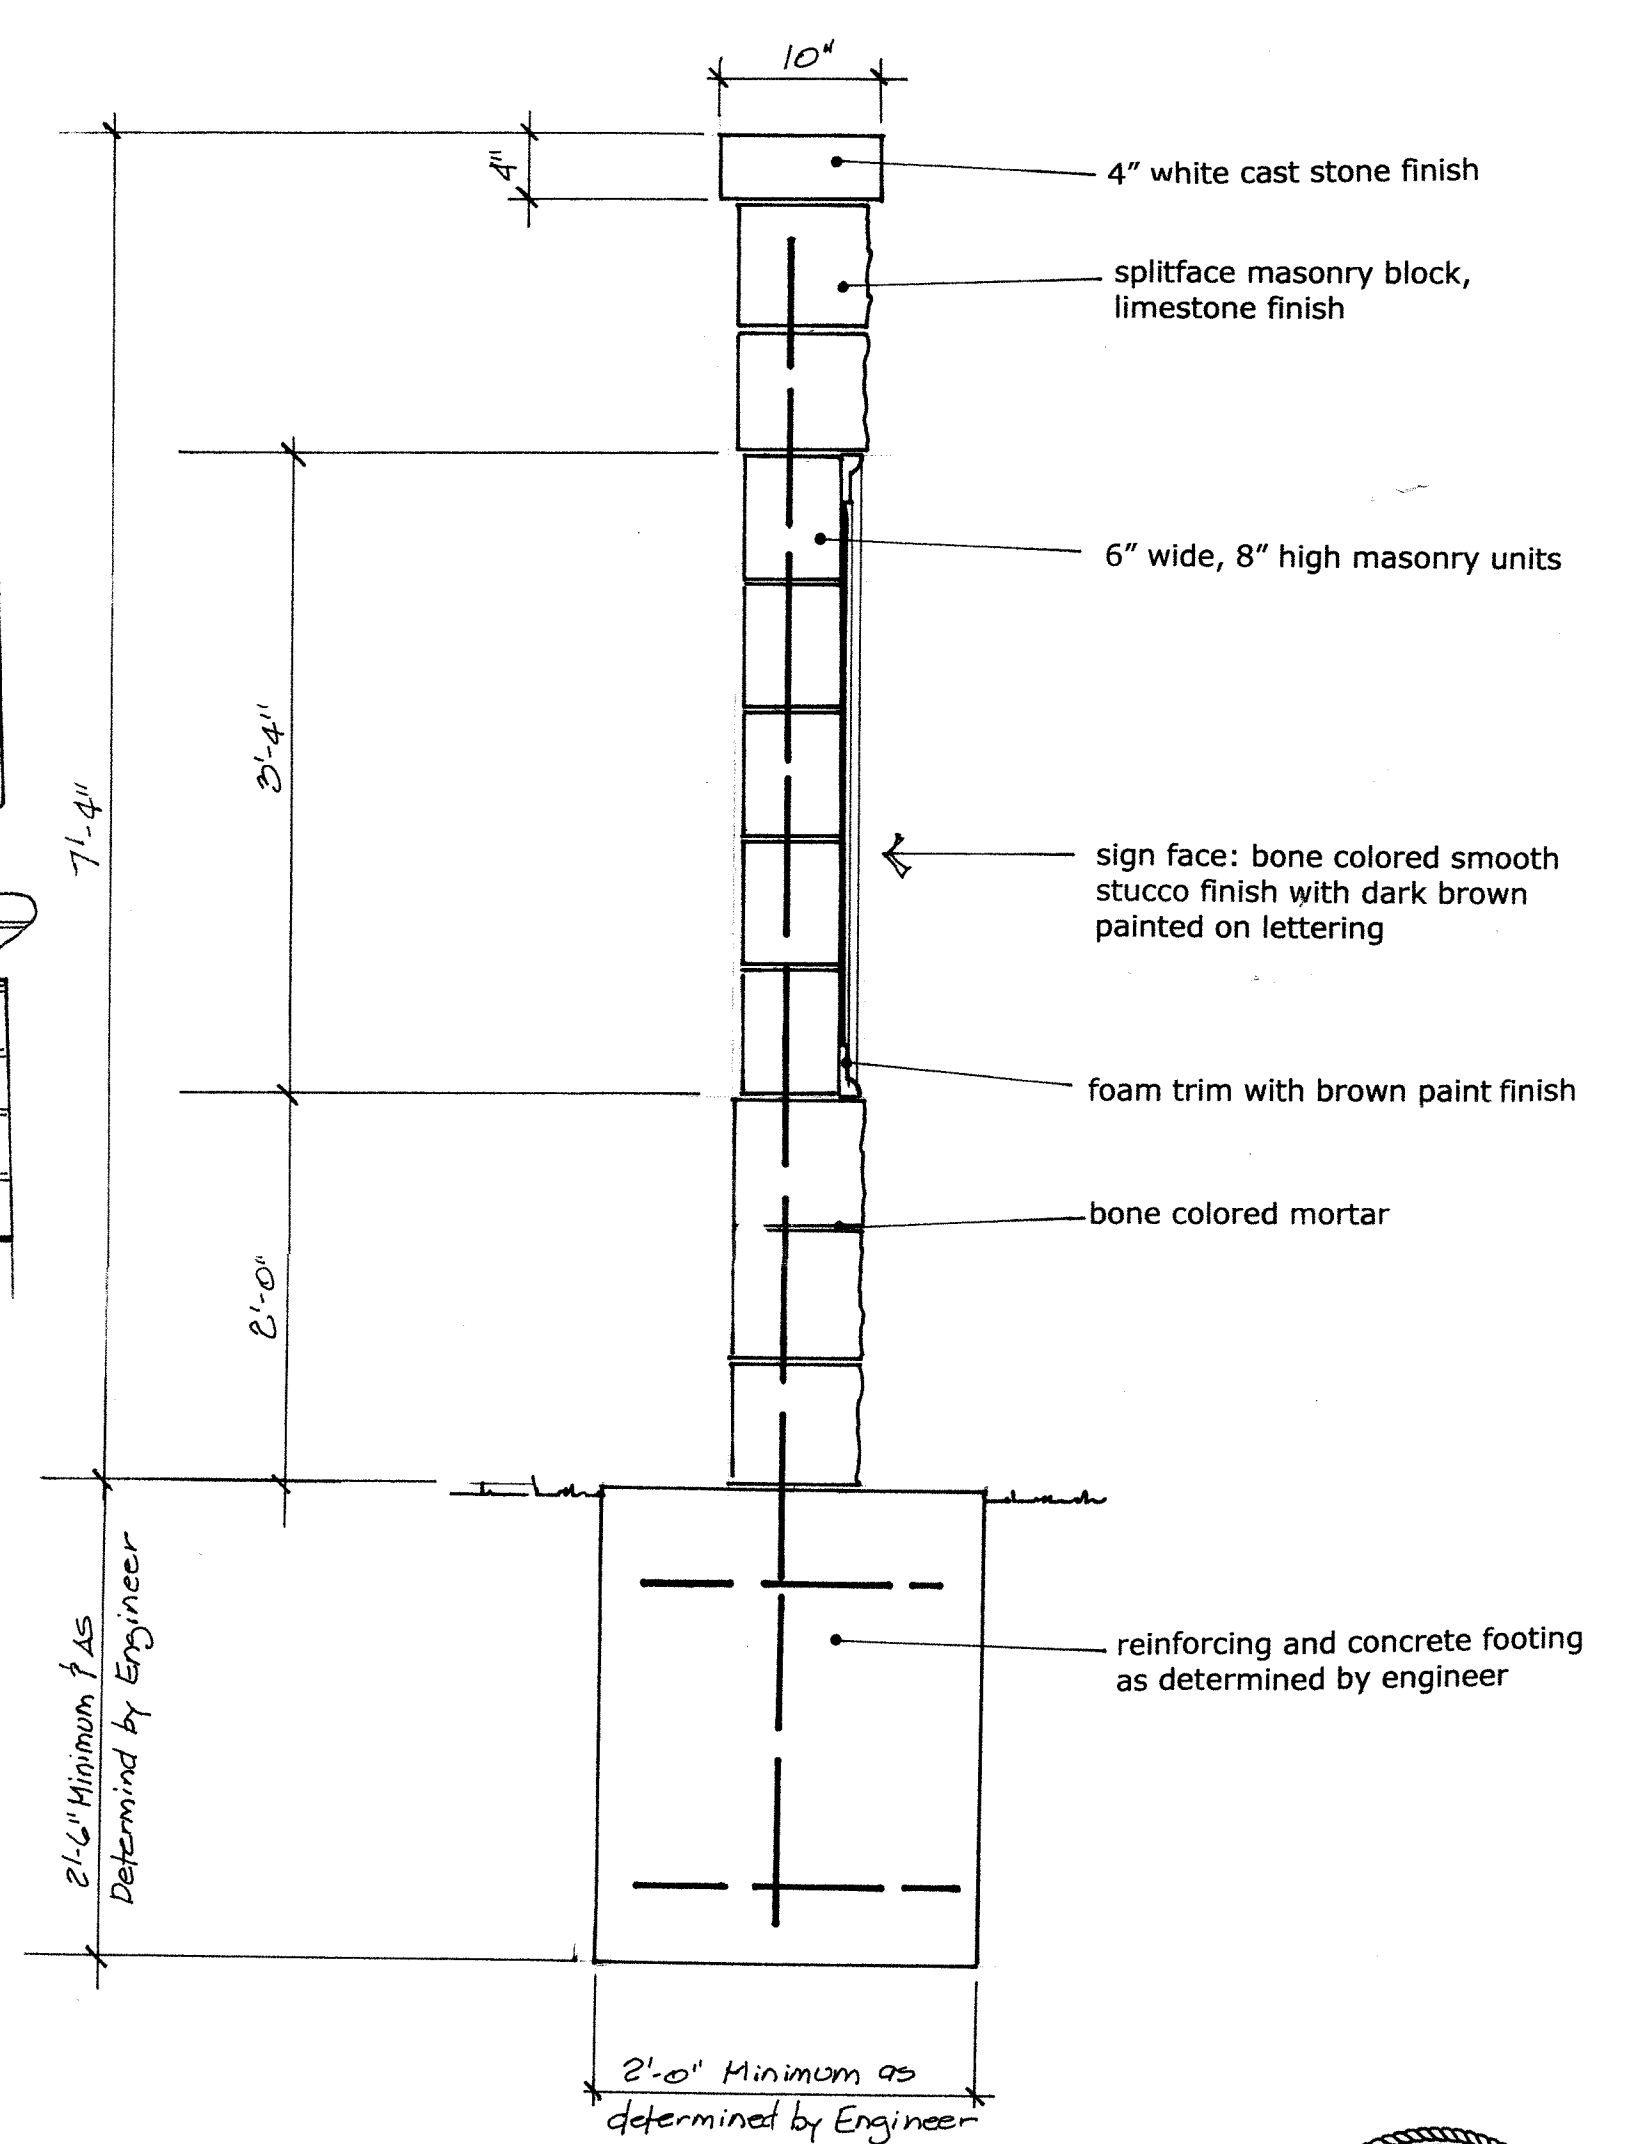 10"
4"
4" white cast stone finish
splitface masonry block,
limestone finish
6" wide, 8" high masonry units
3'-4"
7'-4"
sign face: bone colored smooth
stucco finish with dark brown
painted on lettering
foam trim with brown paint finish
bone colored mortar
2'-0"
reinforcing and concrete footing
as determined by engineer
2'-6" Minimum & As
Determind by Engineer
2'-0" Minimum as
determined by Engineer